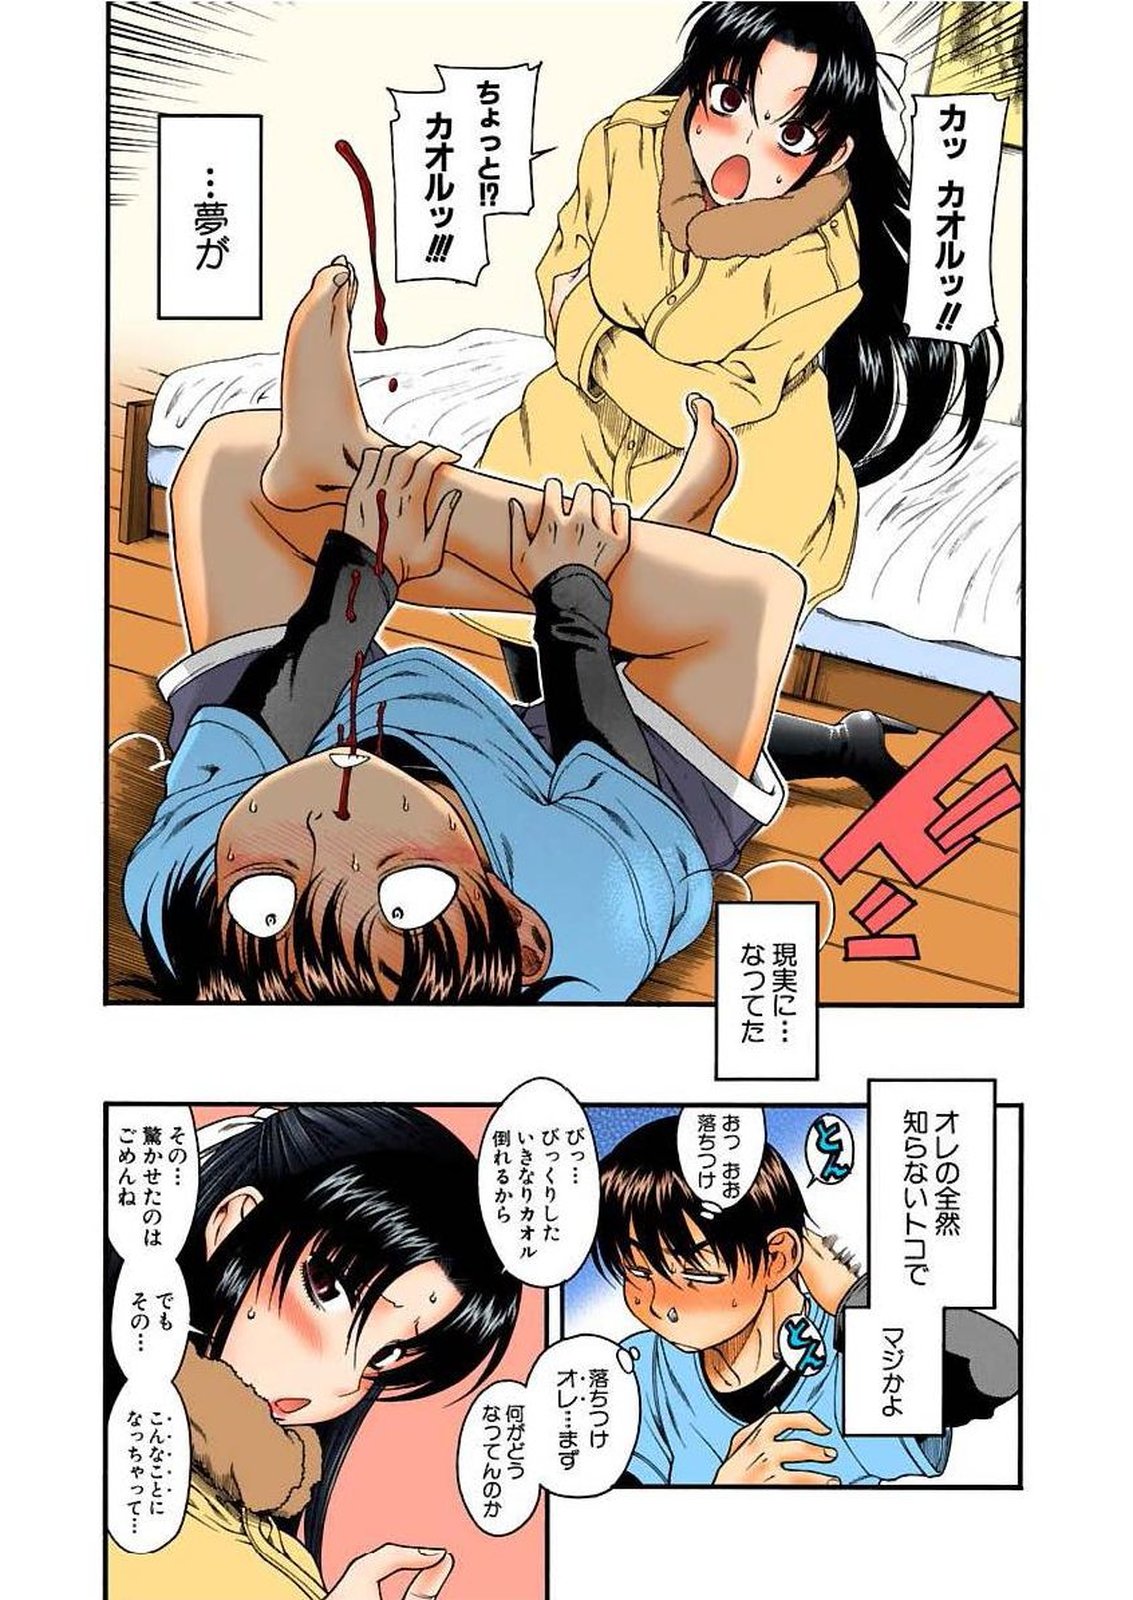 カッ カオルッ!!
ちょっと!?
カオルッ!!!
…夢が
ドザッ
現実に…
なってた
オレの全然
知らないトコで
マジかよ
とん
とん
おっ おお
落ちつけ
落ちつけ
オレ…まず
何がどう
なってんのか
びっ…
びっくりした
いきなりカオル
倒れるから
その…
驚かせたのは
ごめんね
でも
その…
こんなことに
なっちゃって…